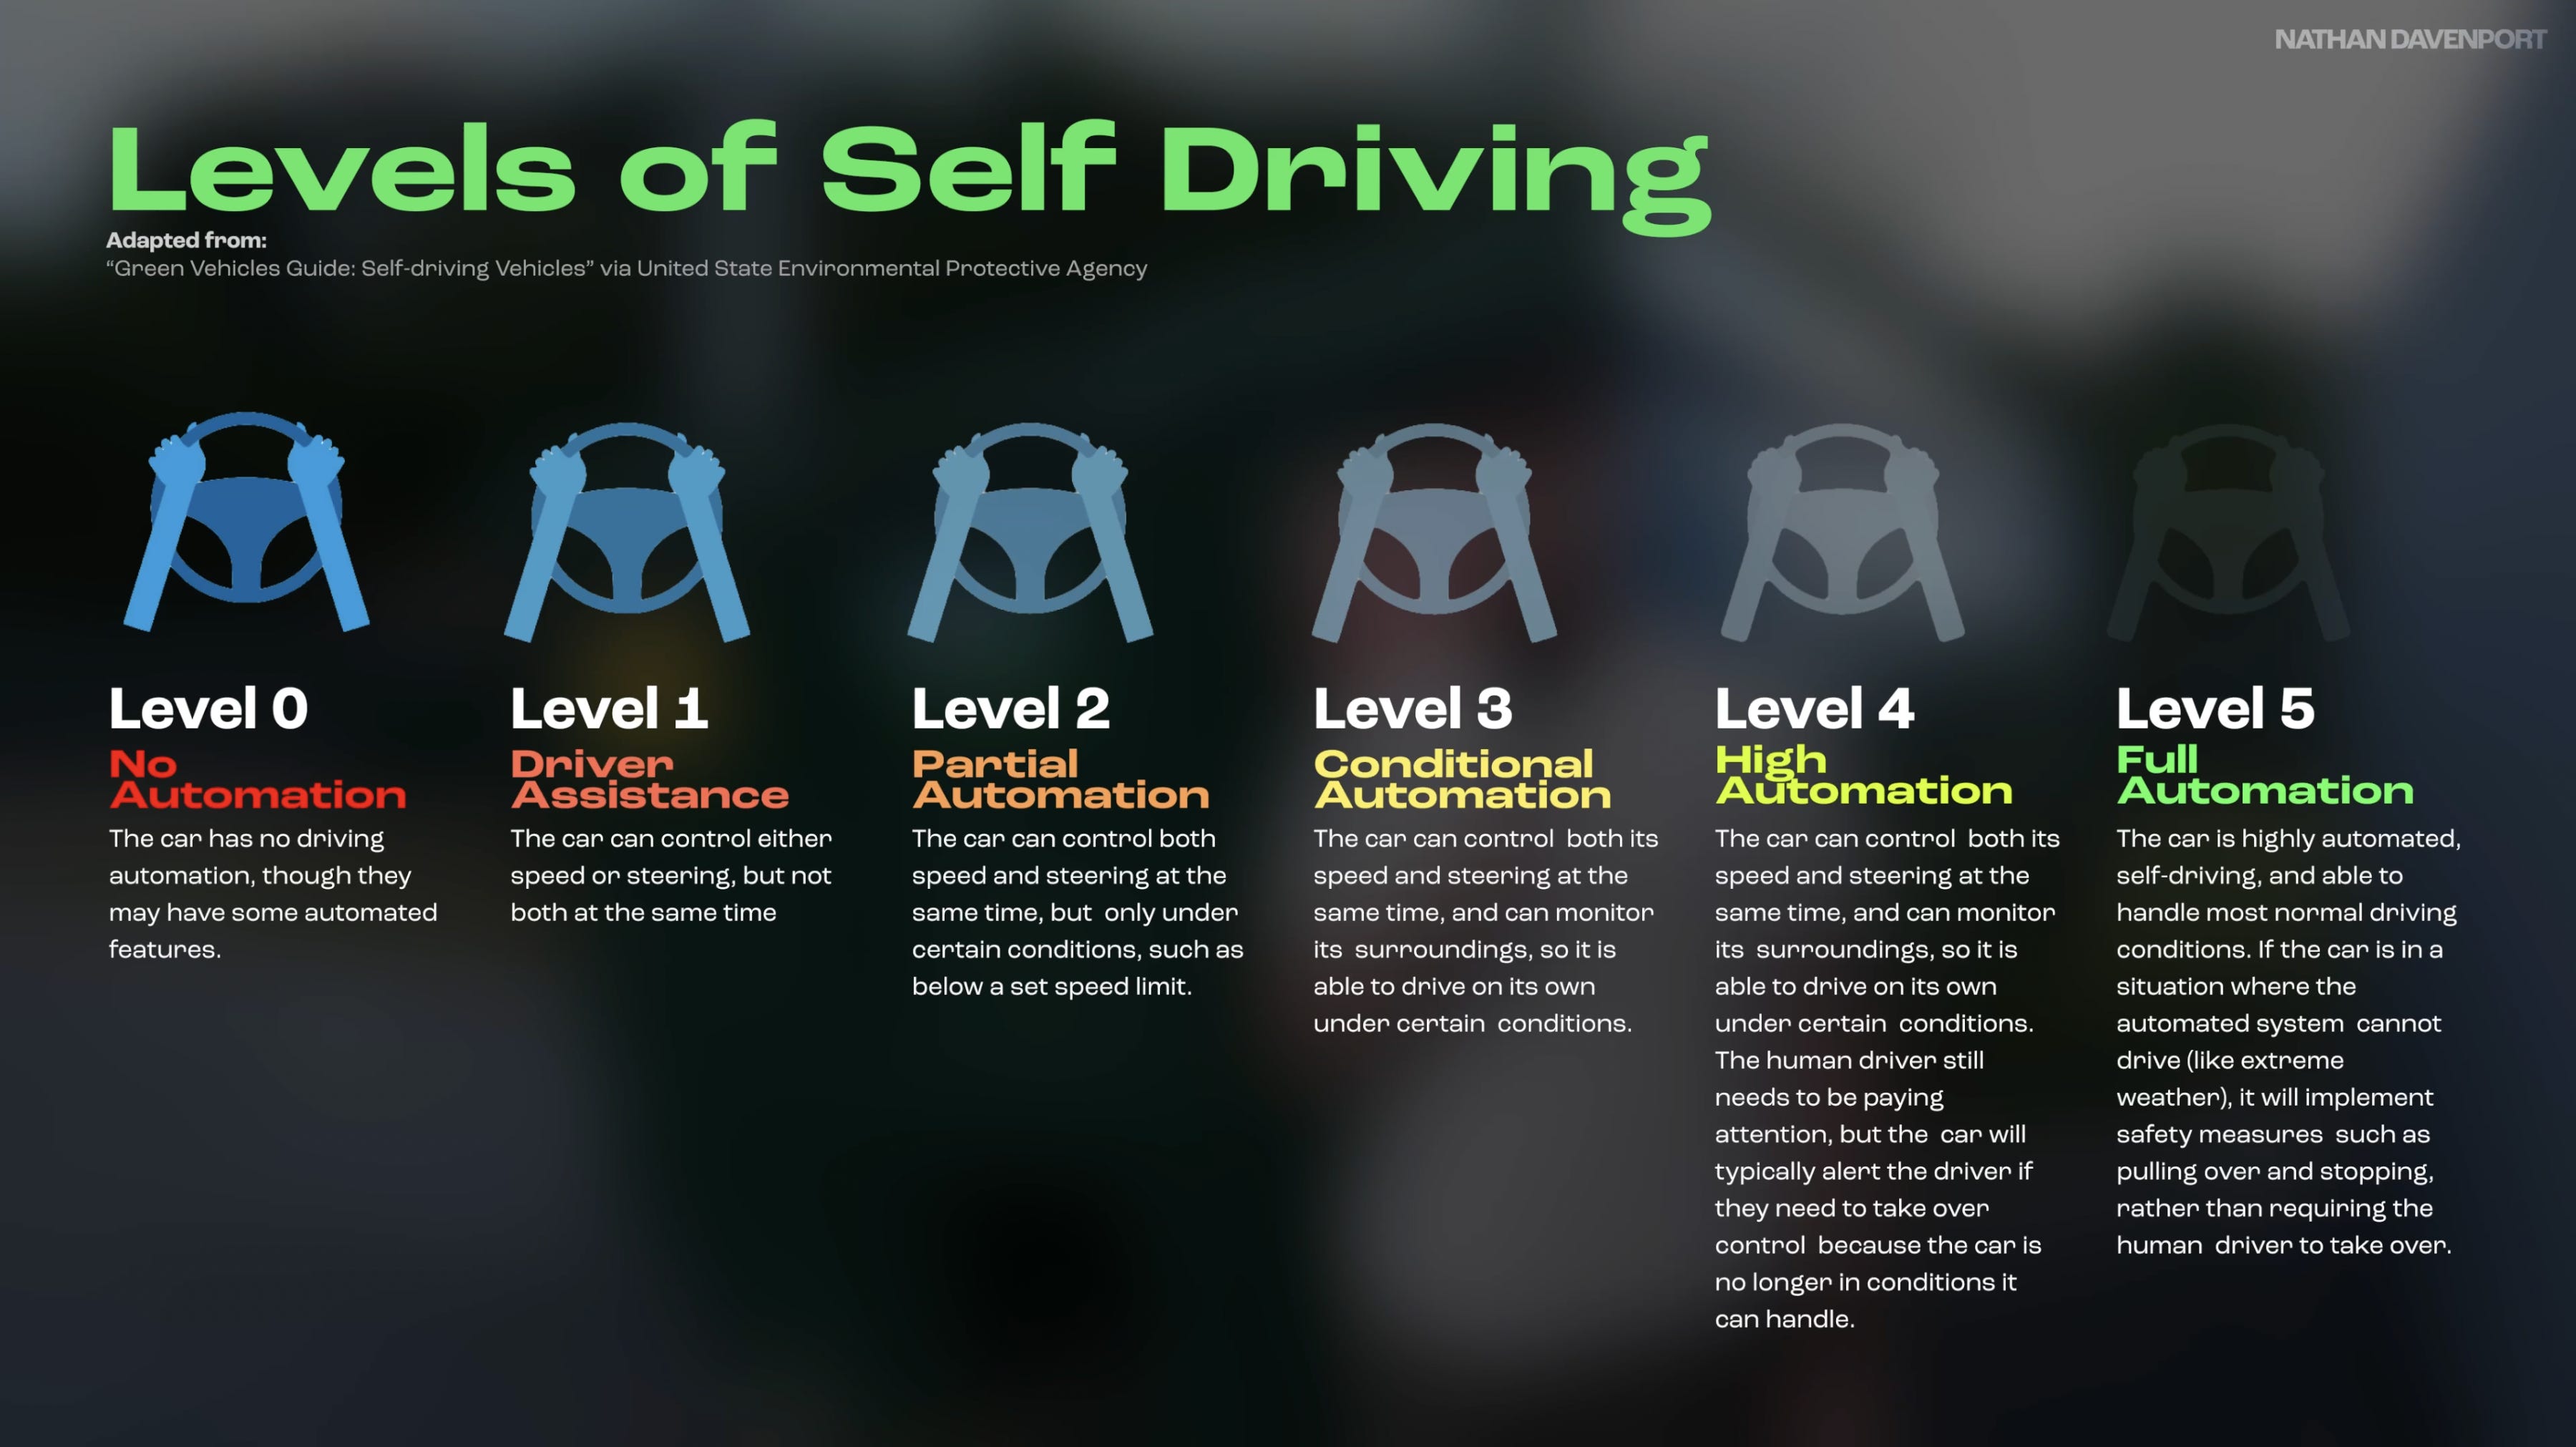 NATHAN DAVENPORT
Levels of Self Driving
Adapted from:
“Green Vehicles Guide: Self-driving Vehicles” via United State Environmental Protective Agency
Level 0
No
Automation
The car has no driving
automation, though they
may have some automated
features.
Level 1
Driver
Assistance
The car can control either
speed or steering, but not
both at the same time
Level 2
Partial
Automation
The car can control both
speed and steering at the
same time, but only under
certain conditions, such as
below a set speed limit.
Level 3
Conditional
Automation
The car can control both its
speed and steering at the
same time, and can monitor
its surroundings, so it is
able to drive on its own
under certain conditions.
Level 4
High
Automation
The car can control both its
speed and steering at the
same time, and can monitor
its surroundings, so it is
able to drive on its own
under certain conditions.
The human driver still
needs to be paying
attention, but the car will
typically alert the driver if
they need to take over
control because the car is
no longer in conditions it
can handle.
Level 5
Full
Automation
The car is highly automated,
self-driving, and able to
handle most normal driving
conditions. If the car is in a
situation where the
automated system cannot
drive (like extreme
weather), it will implement
safety measures such as
pulling over and stopping,
rather than requiring the
human driver to take over.